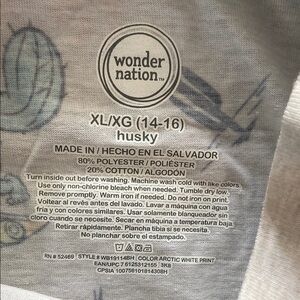 wonder
nation™
XL/XG (14-16)
husky
MADE IN / HECHO EN EL SALVADOR
80% POLYESTER / POLIÉSTER
20% COTTON / ALGODÓN
Turn inside out before washing. Machine wash cold with like colors.
Use only non-chlorine bleach when needed. Tumble dry low.
Remove promptly. Warm iron if needed. Do not iron on print.
Voltear al revés antes del lavado. Lavar a máquina con agua
fría y con colores similares. Usar solamente blanqueador sin
cloro cuando se necesite. Secar en máquina a temperatura baja.
Retirar rápidamente. Plancha tibia si se necesita.
No planchar sobre el estampado.
RN # 52469 STYLE # WB19114BH COLOR ARCTIC WHITE PRINT
EAN/UPC
CPSIA